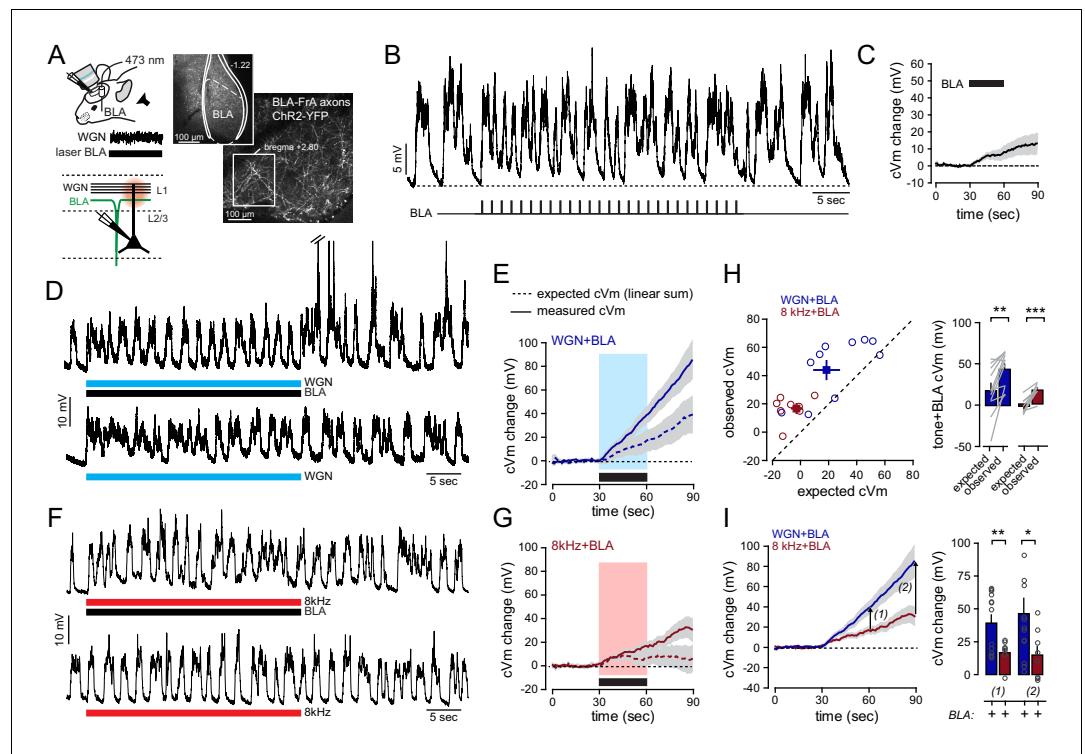 A
473 nm
BLA
WGN
laser BLA
WGN
BLA
L1
L2/3
-1.22
BLA
100 µm
BLA-FrA axons
ChR2-YFP
bregma +2.80
100 µm
B
5 mV
5 sec
BLA
C
BLA
cVm change (mV)
60
50
40
30
20
10
0
-10
0 30 60 90
time (sec)
D
WGN
BLA
10 mV
WGN
5 sec
E
expected cVm (linear sum)
measured cVm
WGN+BLA
cVm change (mV)
100
80
60
40
20
0
-20
0 30 60 90
time (sec)
F
8kHz
BLA
10 mV
8kHz
5 sec
G
8kHz+BLA
cVm change (mV)
100
80
60
40
20
0
-20
0 30 60 90
time (sec)
H
WGN+BLA
8 kHz+BLA
observed cVm
80
60
40
20
0
-20
-20 0 20 40 60 80
expected cVm
** ***
tone+BLA cVm (mv)
100
50
0
-50
expected
observed
expected
observed
I
WGN+BLA
8 kHz+BLA
cVm change (mV)
100
80
60
40
20
0
-20
-40
0 30 60 90
time (sec)
(1)
(2)
** *
cVm change (mV)
100
75
50
25
0
(1) (2)
BLA: + + + +